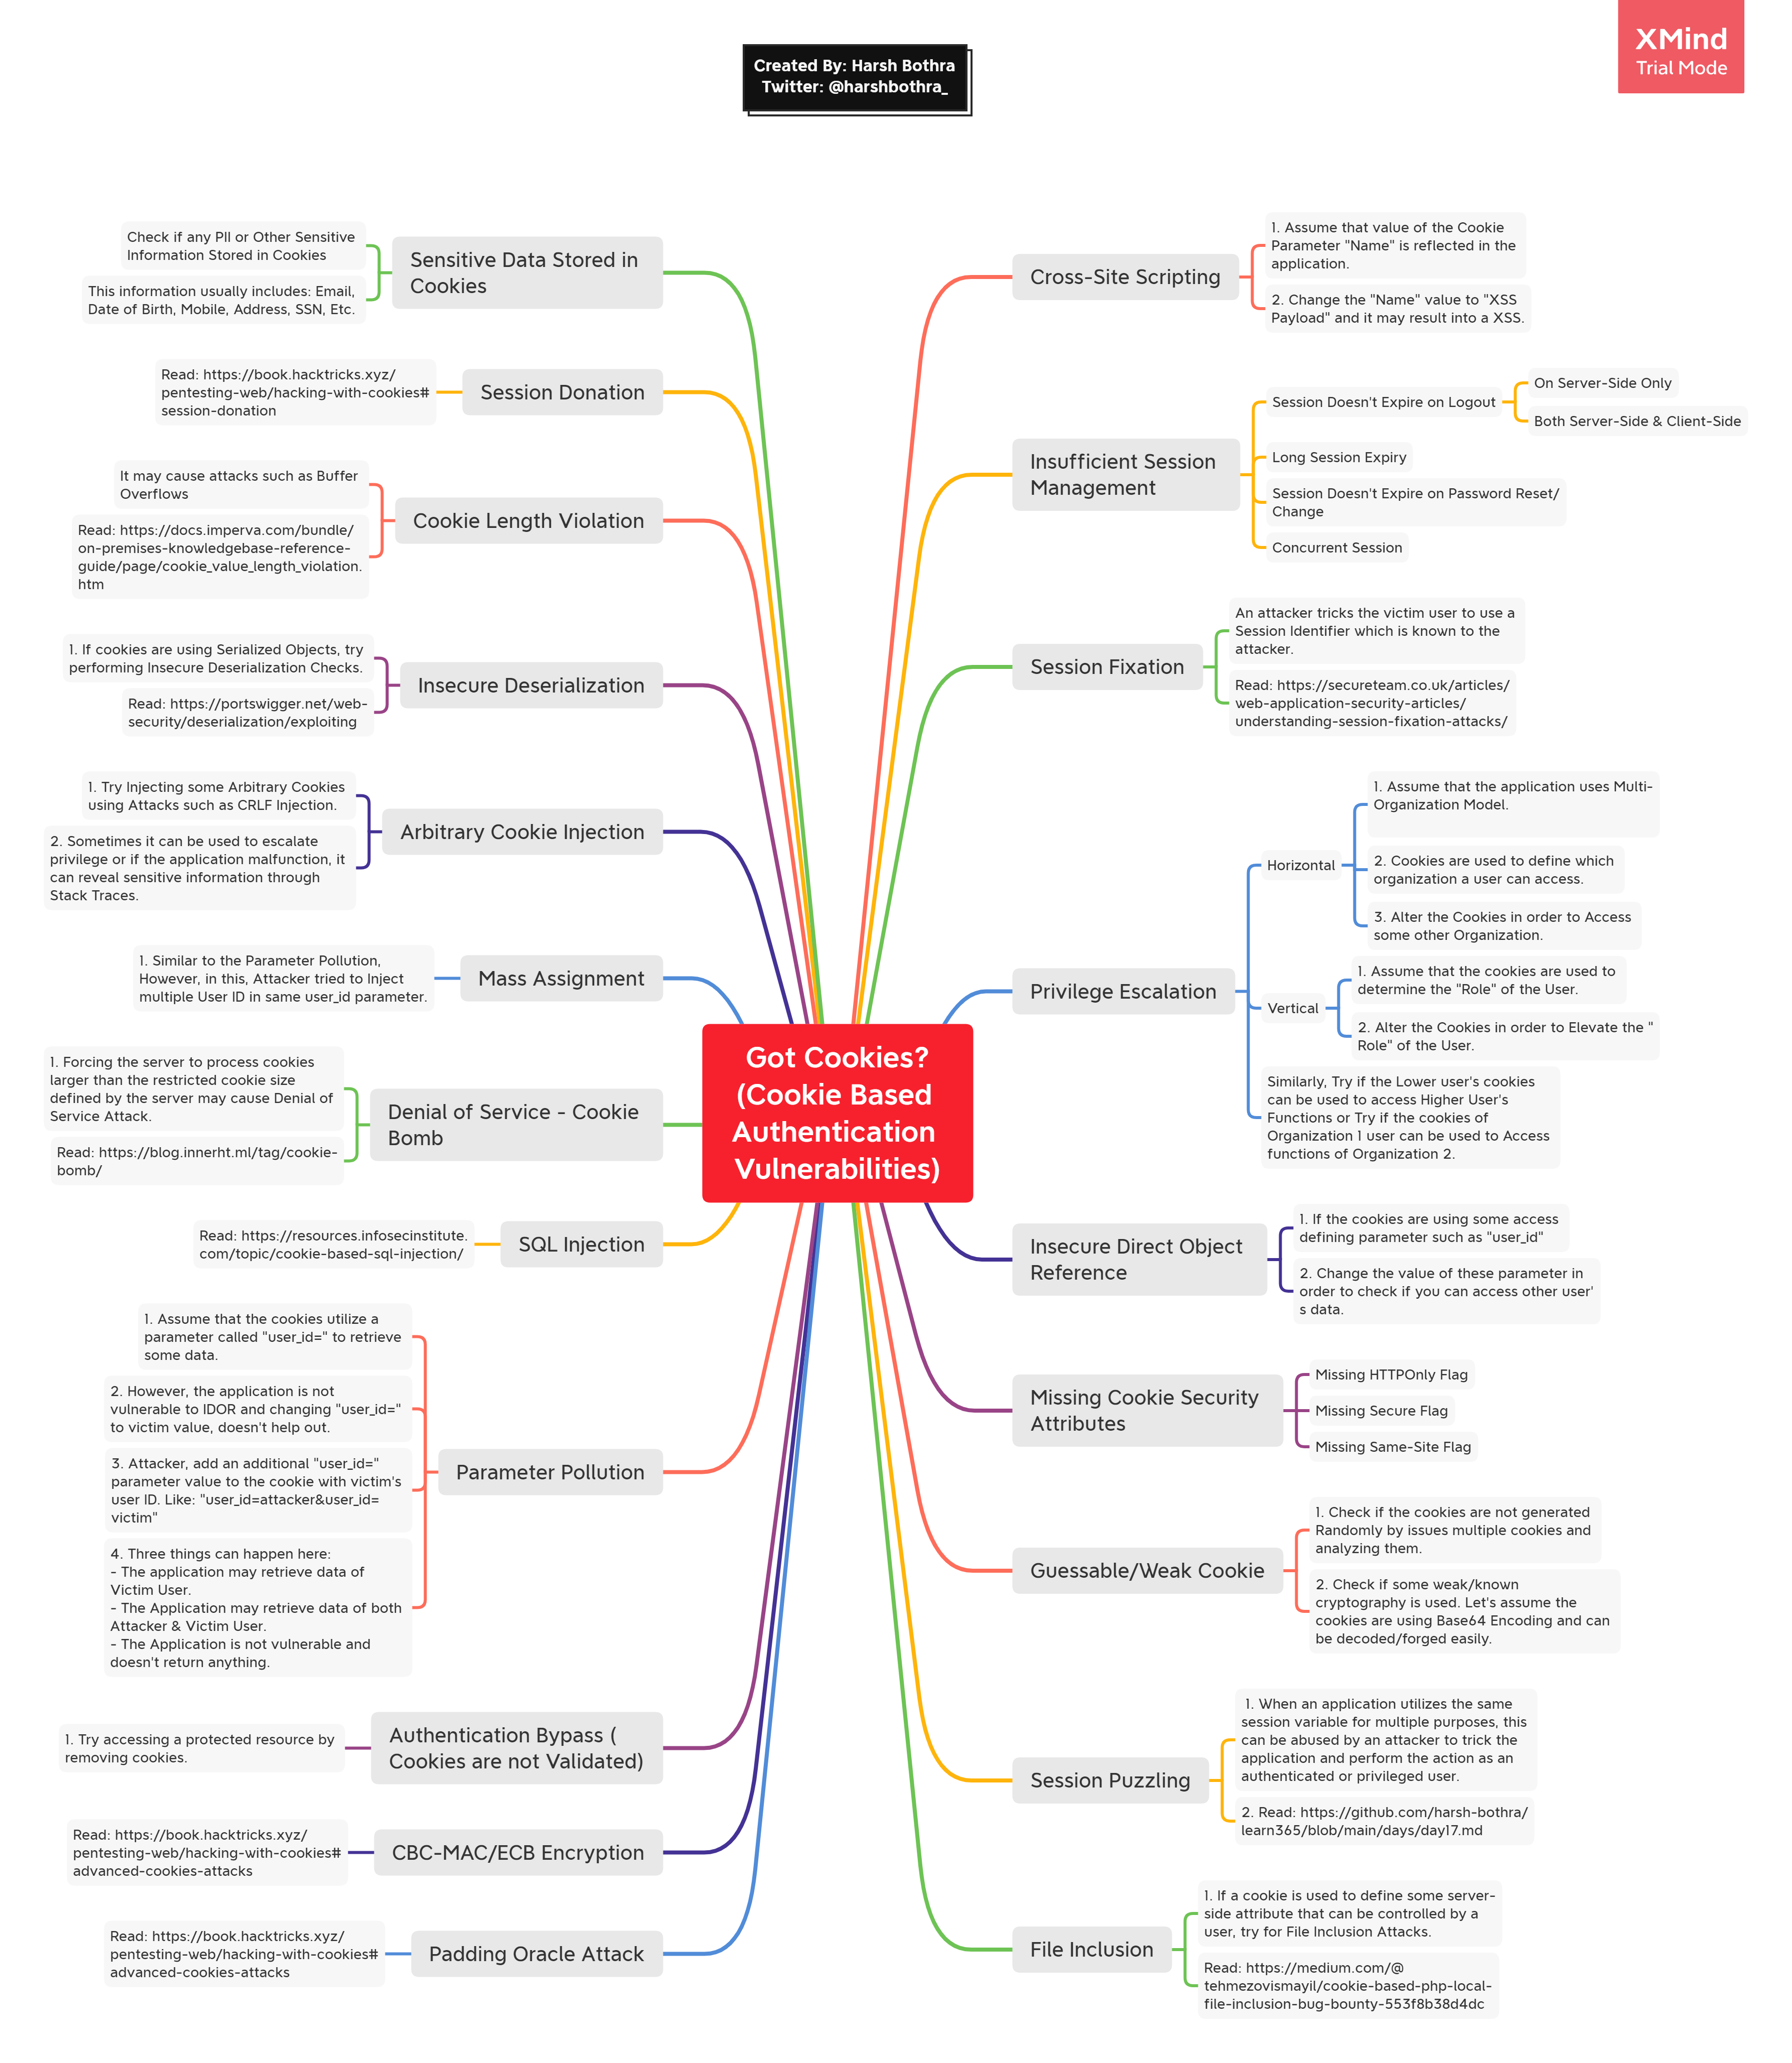 XMind
Trial Mode
Created By: Harsh Bothra
Twitter: @harshbothra_
Got Cookies?
(Cookie Based
Authentication
Vulnerabilities)
Cross-Site Scripting
1. Assume that value of the Cookie
Parameter "Name" is reflected in the
application.
2. Change the "Name" value to "XSS
Payload" and it may result into a XSS.
Insufficient Session
Management
Session Doesn't Expire on Logout
On Server-Side Only
Both Server-Side & Client-Side
Long Session Expiry
Session Doesn't Expire on Password Reset/
Change
Concurrent Session
Session Fixation
An attacker tricks the victim user to use a
Session Identifier which is known to the
attacker.
Read: https://secureteam.co.uk/articles/
web-application-security-articles/
understanding-session-fixation-attacks/
Privilege Escalation
Horizontal
1. Assume that the application uses Multi-
Organization Model.
2. Cookies are used to define which
organization a user can access.
3. Alter the Cookies in order to Access
some other Organization.
Vertical
1. Assume that the cookies are used to
determine the "Role" of the User.
2. Alter the Cookies in order to Elevate the "
Role" of the User.
Similarly, Try if the Lower user's cookies
can be used to access Higher User's
Functions or Try if the cookies of
Organization 1 user can be used to Access
functions of Organization 2.
Insecure Direct Object
Reference
1. If the cookies are using some access
defining parameter such as "user_id"
2. Change the value of these parameter in
order to check if you can access other user'
s data.
Missing Cookie Security
Attributes
Missing HTTPOnly Flag
Missing Secure Flag
Missing Same-Site Flag
Guessable/Weak Cookie
1. Check if the cookies are not generated
Randomly by issues multiple cookies and
analyzing them.
2. Check if some weak/known
cryptography is used. Let's assume the
cookies are using Base64 Encoding and can
be decoded/forged easily.
Session Puzzling
1. When an application utilizes the same
session variable for multiple purposes, this
can be abused by an attacker to trick the
application and perform the action as an
authenticated or privileged user.
2. Read: https://github.com/harsh-bothra/
learn365/blob/main/days/day17.md
File Inclusion
1. If a cookie is used to define some server-
side attribute that can be controlled by a
user, try for File Inclusion Attacks.
Read: https://medium.com/@
tehmezovismayil/cookie-based-php-local-
file-inclusion-bug-bounty-553f8b38d4dc
Sensitive Data Stored in
Cookies
Check if any PII or Other Sensitive
Information Stored in Cookies
This information usually includes: Email,
Date of Birth, Mobile, Address, SSN, Etc.
Session Donation
Read: https://book.hacktricks.xyz/
pentesting-web/hacking-with-cookies#
session-donation
Cookie Length Violation
It may cause attacks such as Buffer
Overflows
Read: https://docs.imperva.com/bundle/
on-premises-knowledgebase-reference-
guide/page/cookie_value_length_violation.
htm
Insecure Deserialization
1. If cookies are using Serialized Objects, try
performing Insecure Deserialization Checks.
Read: https://portswigger.net/web-
security/deserialization/exploiting
Arbitrary Cookie Injection
1. Try Injecting some Arbitrary Cookies
using Attacks such as CRLF Injection.
2. Sometimes it can be used to escalate
privilege or if the application malfunction, it
can reveal sensitive information through
Stack Traces.
Mass Assignment
1. Similar to the Parameter Pollution,
However, in this, Attacker tried to Inject
multiple User ID in same user_id parameter.
Denial of Service - Cookie
Bomb
1. Forcing the server to process cookies
larger than the restricted cookie size
defined by the server may cause Denial of
Service Attack.
Read: https://blog.innerht.ml/tag/cookie-
bomb/
SQL Injection
Read: https://resources.infosecinstitute.
com/topic/cookie-based-sql-injection/
Parameter Pollution
1. Assume that the cookies utilize a
parameter called "user_id=" to retrieve
some data.
2. However, the application is not
vulnerable to IDOR and changing "user_id="
to victim value, doesn't help out.
3. Attacker, add an additional "user_id="
parameter value to the cookie with victim's
user ID. Like: "user_id=attacker&user_id=
victim"
4. Three things can happen here:
- The application may retrieve data of
Victim User.
- The Application may retrieve data of both
Attacker & Victim User.
- The Application is not vulnerable and
doesn't return anything.
Authentication Bypass (
Cookies are not Validated)
1. Try accessing a protected resource by
removing cookies.
CBC-MAC/ECB Encryption
Read: https://book.hacktricks.xyz/
pentesting-web/hacking-with-cookies#
advanced-cookies-attacks
Padding Oracle Attack
Read: https://book.hacktricks.xyz/
pentesting-web/hacking-with-cookies#
advanced-cookies-attacks